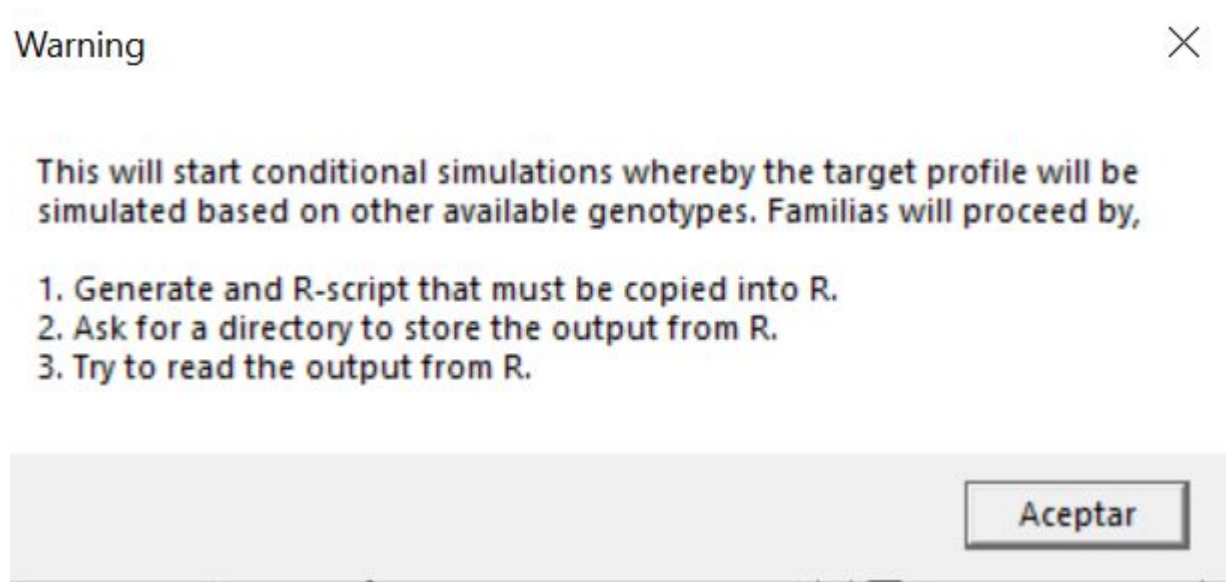 Warning
This will start conditional simulations whereby the target profile will be
simulated based on other available genotypes. Familias will proceed by,
1. Generate and R-script that must be copied into R.
2. Ask for a directory to store the output from R.
3. Try to read the output from R.
Aceptar